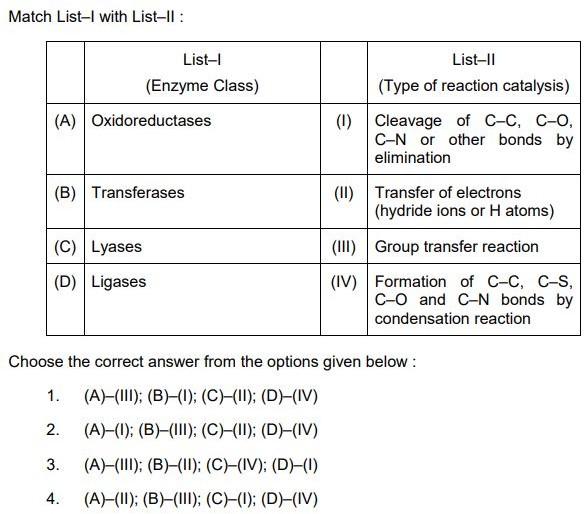 Match List–I with List–II :
List–I
(Enzyme Class)
List–II
(Type of reaction catalysis)
(A) Oxidoreductases
(I) Cleavage of C–C, C–O,
C–N or other bonds by
elimination
(B) Transferases
(II) Transfer of electrons
(hydride ions or H atoms)
(C) Lyases
(III) Group transfer reaction
(D) Ligases
(IV) Formation of C–C, C–S,
C–O and C–N bonds by
condensation reaction
Choose the correct answer from the options given below :
1. (A)–(III); (B)–(I); (C)–(II); (D)–(IV)
2. (A)–(I); (B)–(III); (C)–(II); (D)–(IV)
3. (A)–(III); (B)–(II); (C)–(IV); (D)–(I)
4. (A)–(II); (B)–(III); (C)–(I); (D)–(IV)